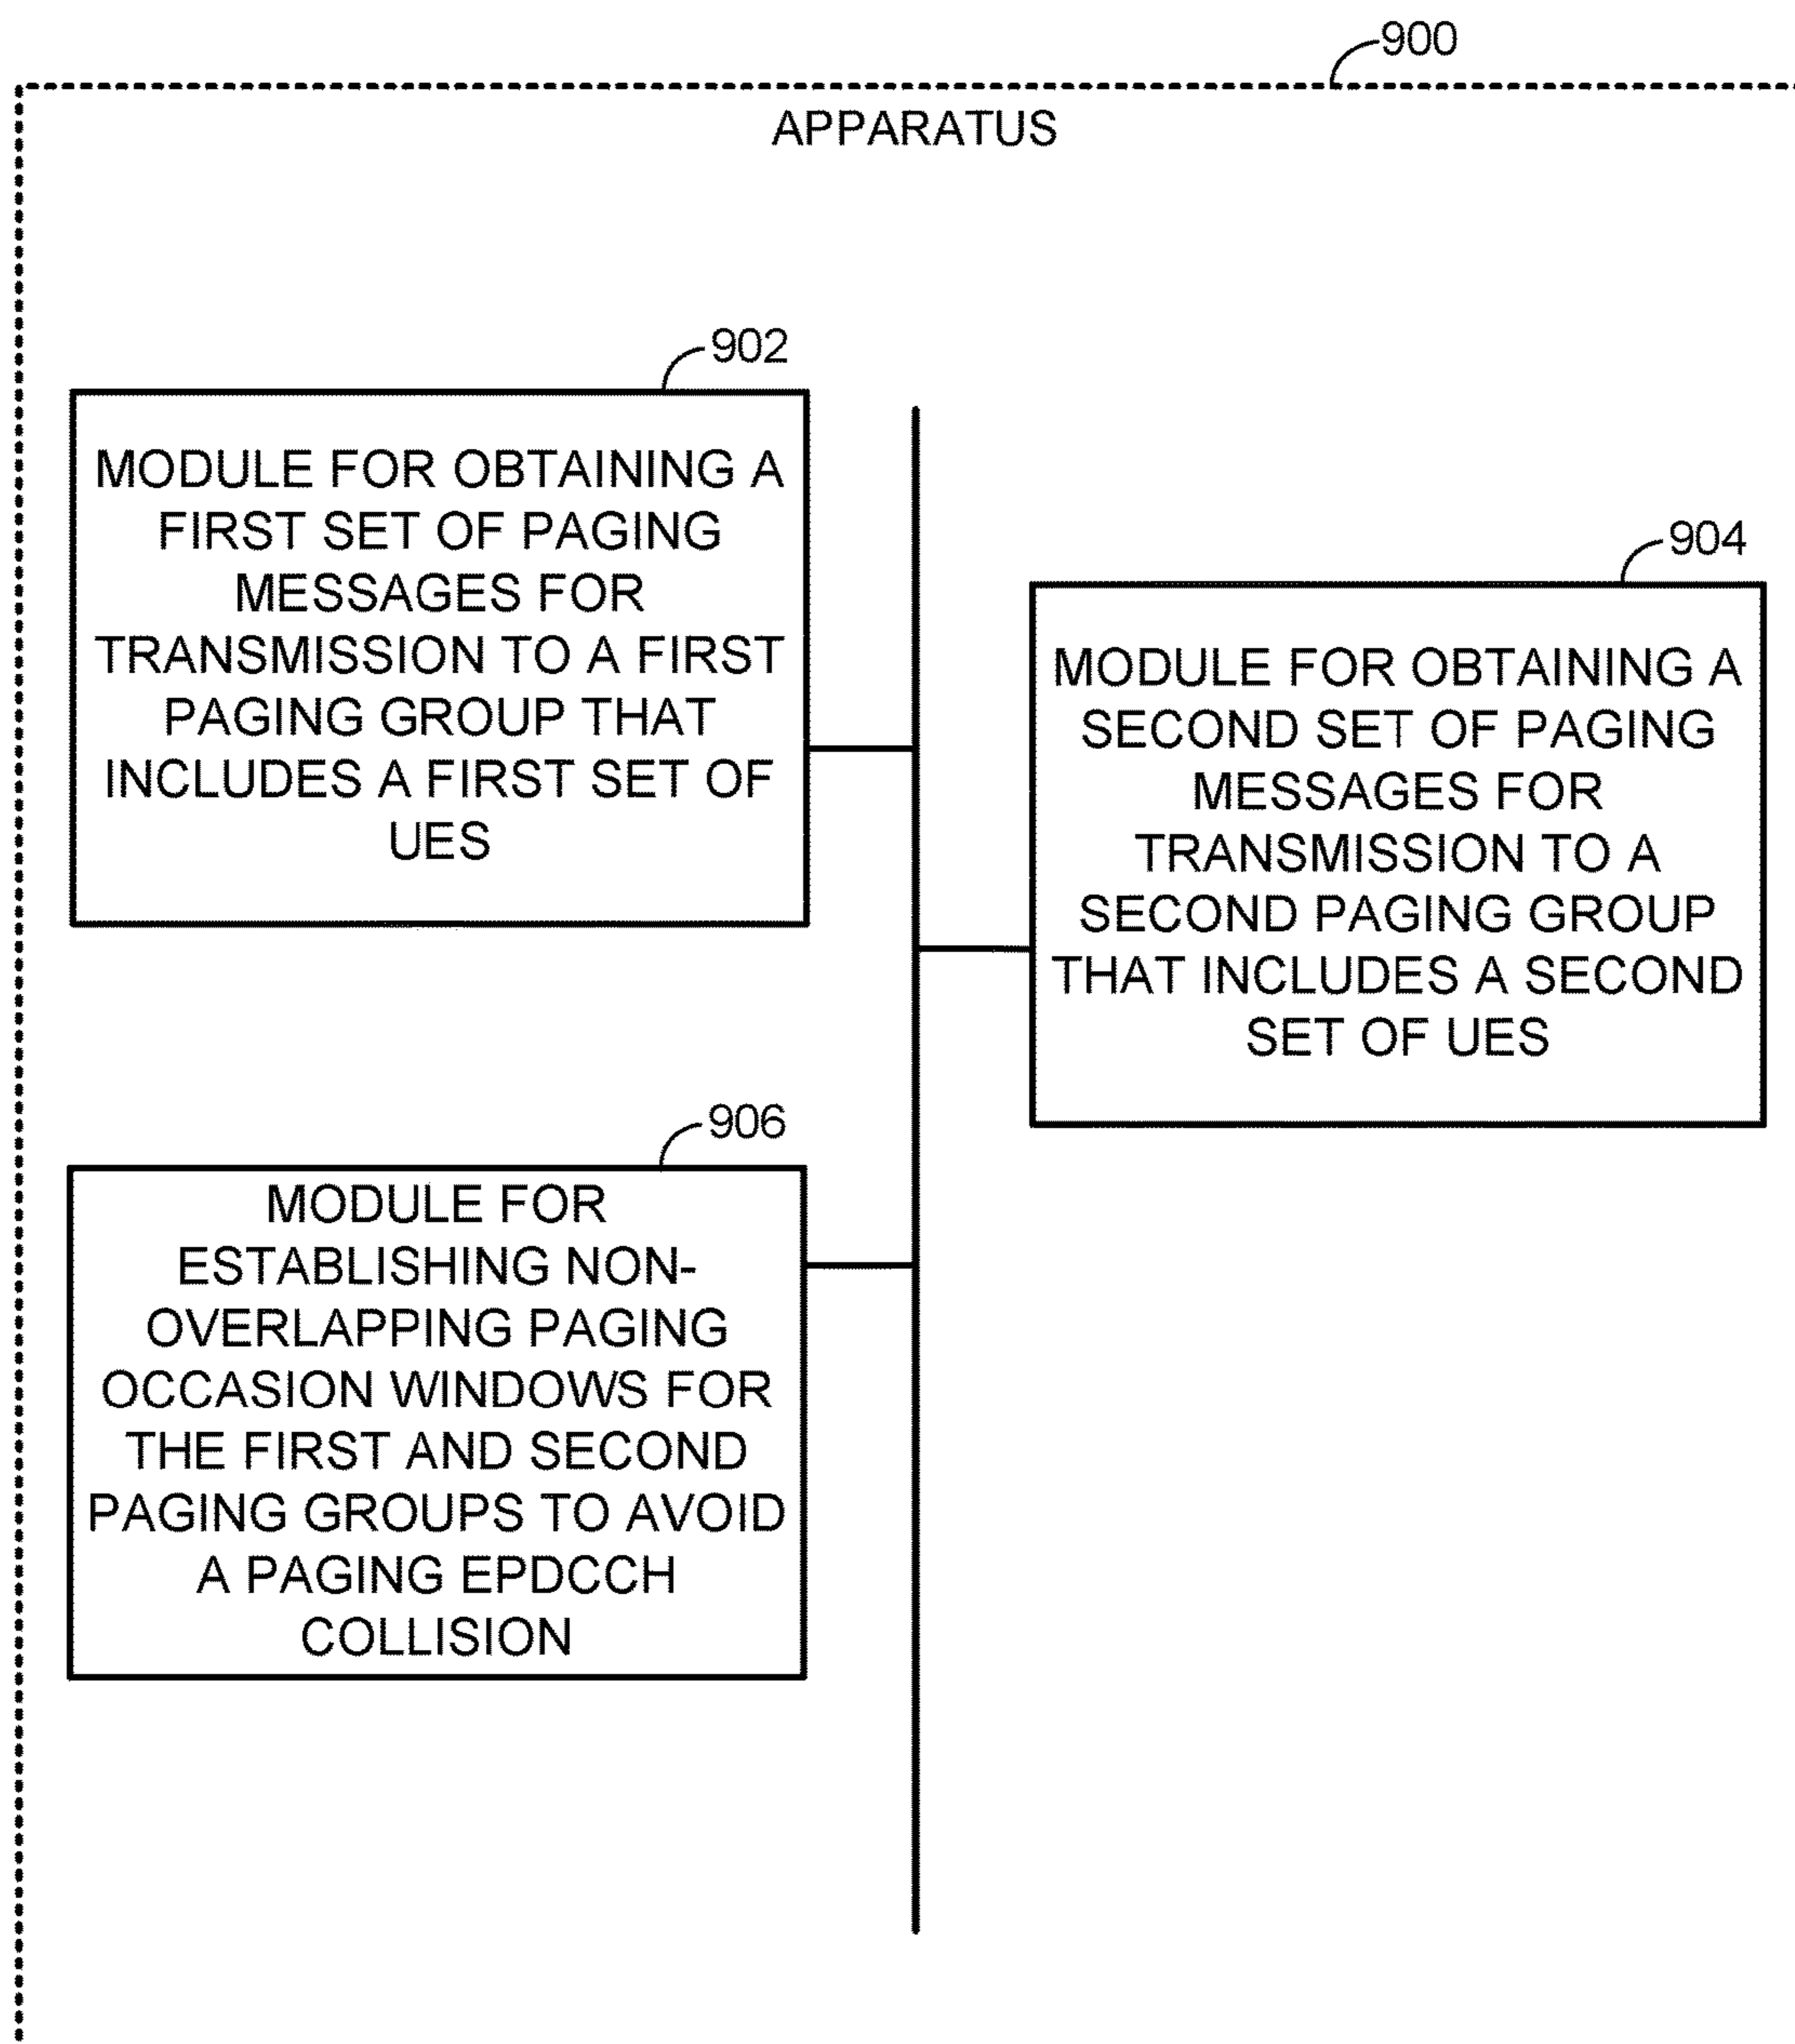 900
APPARATUS
902
MODULE FOR OBTAINING A
FIRST SET OF PAGING
MESSAGES FOR
TRANSMISSION TO A FIRST
PAGING GROUP THAT
INCLUDES A FIRST SET OF
UES
904
MODULE FOR OBTAINING A
SECOND SET OF PAGING
MESSAGES FOR
TRANSMISSION TO A
SECOND PAGING GROUP
THAT INCLUDES A SECOND
SET OF UES
906
MODULE FOR
ESTABLISHING NON-
OVERLAPPING PAGING
OCCASION WINDOWS FOR
THE FIRST AND SECOND
PAGING GROUPS TO AVOID
A PAGING EPDCCH
COLLISION